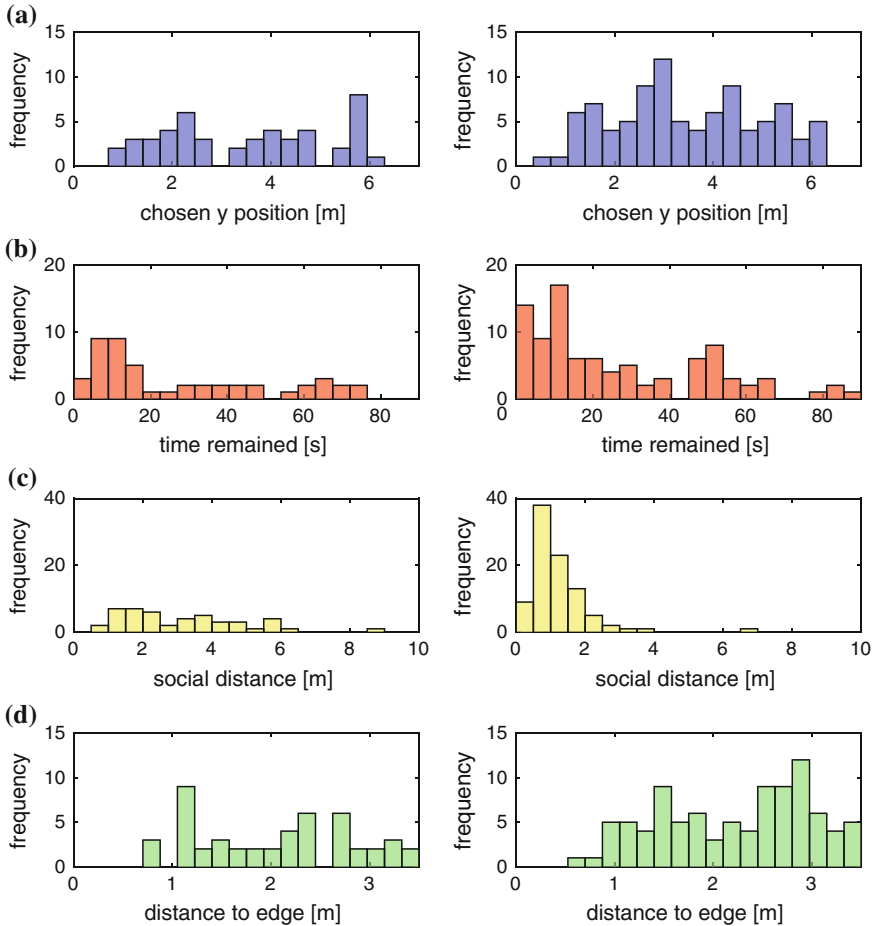 (a)
15
10
5
0
frequency
0 2 4 6
chosen y position [m]
15
10
5
0
frequency
0 2 4 6
chosen y position [m]
(b)
20
10
0
frequency
0 20 40 60 80
time remained [s]
20
10
0
frequency
20 40 60 80
time remained [s]
(c)
40
20
0
frequency
0 2 4 6 8 10
social distance [m]
40
20
0
frequency
0 2 4 6 8 10
social distance [m]
(d)
15
10
5
0
frequency
0 1 2 3
distance to edge [m]
15
10
5
0
frequency
0 1 2 3
distance to edge [m]